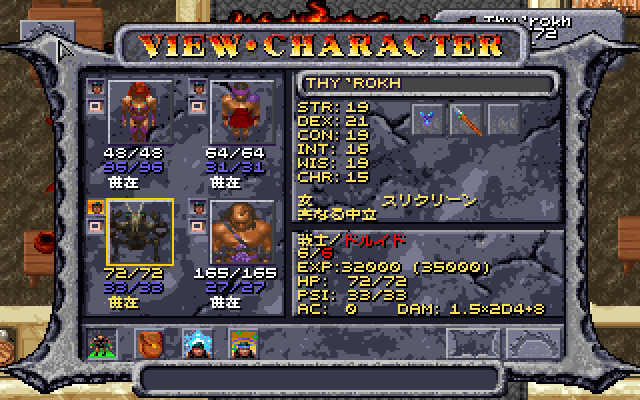 Thy'rokh
72
VIEW•CHARACTER
48/48
96/96
健在
64/64
31/31
健在
72/72
33/33
健在
165/165
27/27
健在
THY'ROKH
STR: 19
DEX: 21
CON: 19
INT: 16
WIS: 19
CHR: 15
女 スリクリーン
真なる中立
戦士/ドルイド
6/6
EXP:32000 (35000)
HP: 72/72
PSI: 33/33
AC: 0 DAM: 1.5×2D4+8